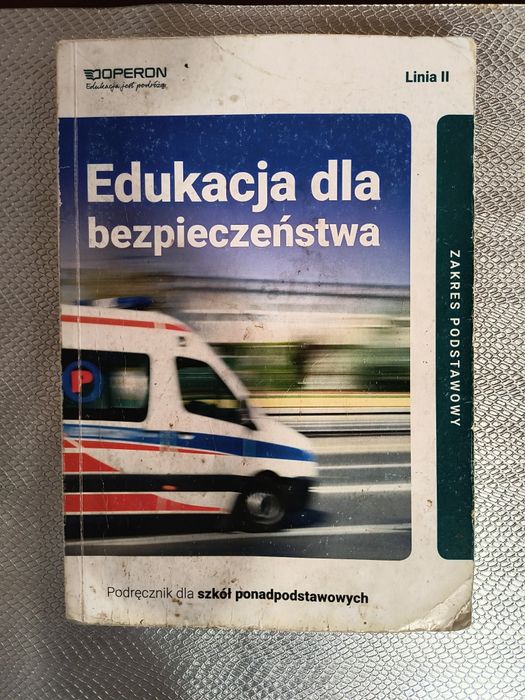 OPERON
Edukacja jest podróżą
Linia II
Edukacja dla
bezpieczeństwa
P
ZAKRES PODSTAWOWY
Podręcznik dla szkół ponadpodstawowych